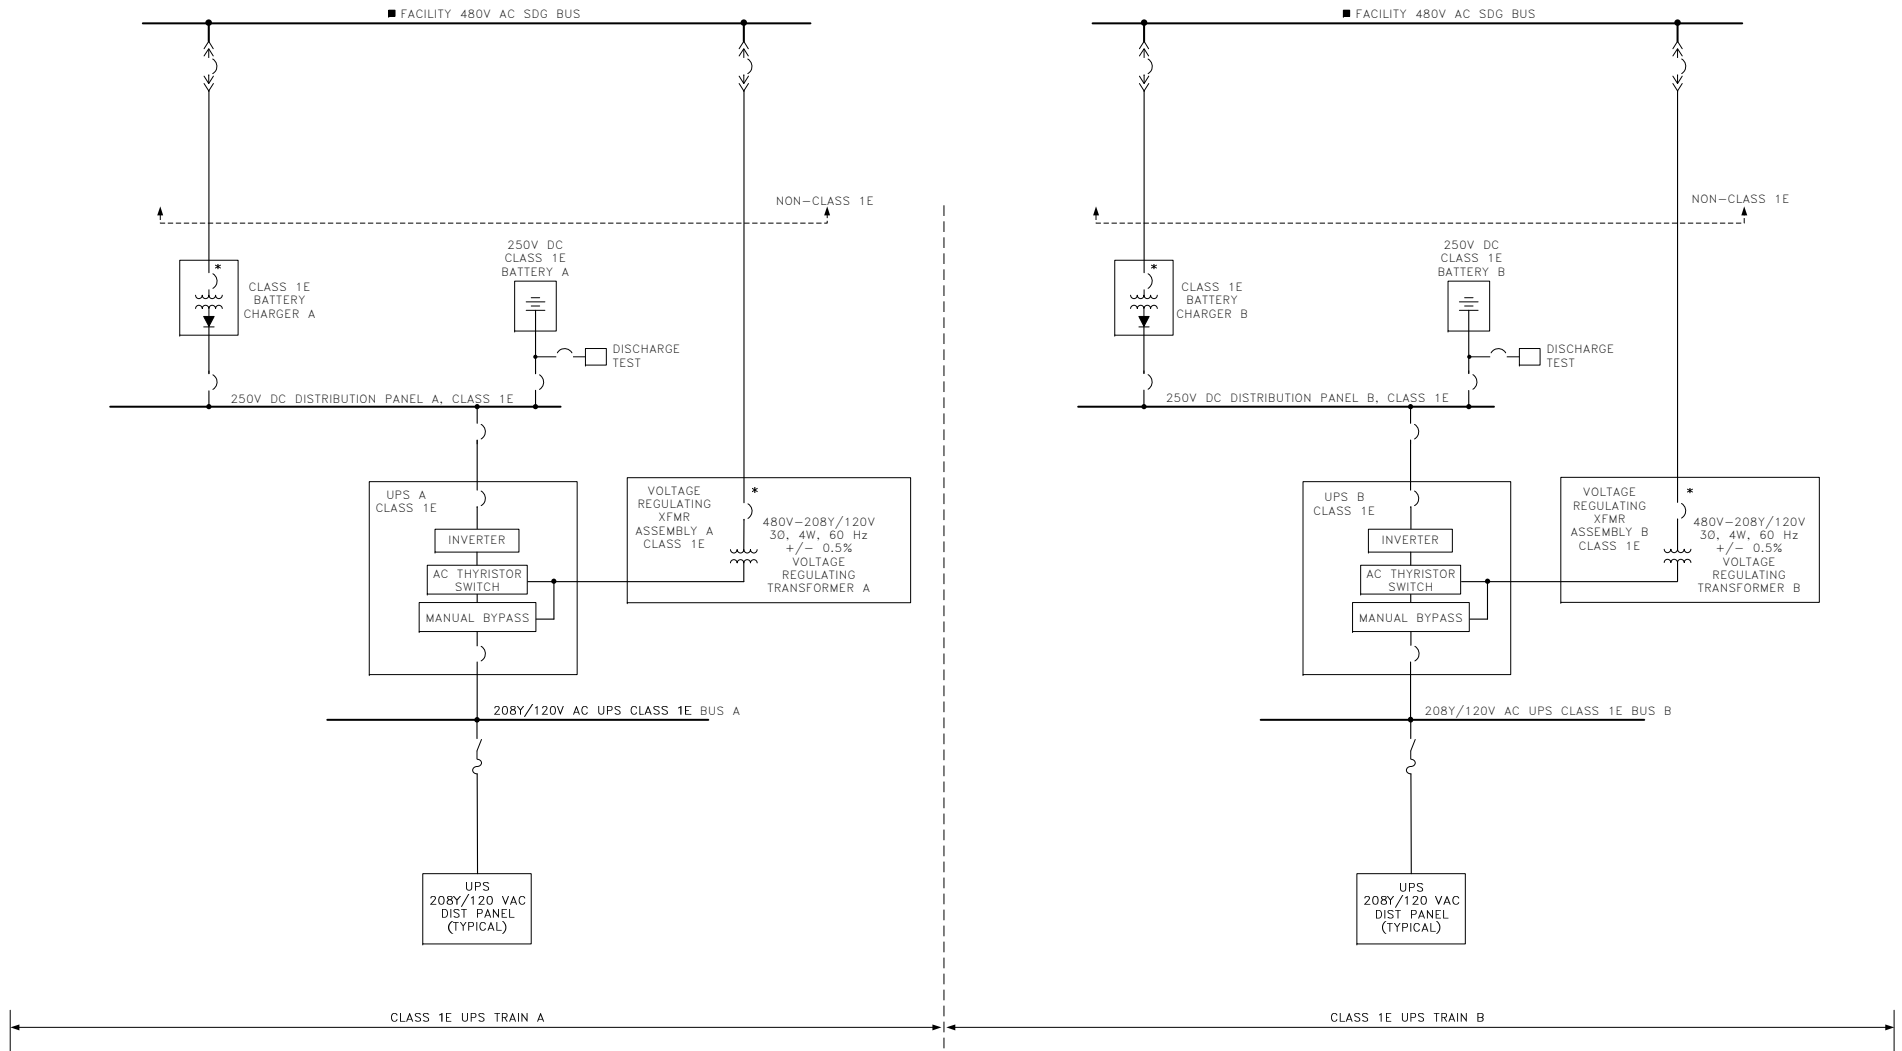 ■ FACILITY 480V AC SDG BUS
NON-CLASS 1E
250V DC
CLASS 1E
BATTERY A
*
CLASS 1E
BATTERY
CHARGER A
DISCHARGE
TEST
250V DC DISTRIBUTION PANEL A, CLASS 1E
UPS A
CLASS 1E
INVERTER
AC THYRISTOR
SWITCH
MANUAL BYPASS
VOLTAGE
REGULATING
XFMR
ASSEMBLY A
CLASS 1E
*
480V-208Y/120V
3Ø, 4W, 60 Hz
+/- 0.5%
VOLTAGE
REGULATING
TRANSFORMER A
208Y/120V AC UPS CLASS 1E BUS A
UPS
208Y/120 VAC
DIST PANEL
(TYPICAL)
CLASS 1E UPS TRAIN A
■ FACILITY 480V AC SDG BUS
NON-CLASS 1E
250V DC
CLASS 1E
BATTERY B
*
CLASS 1E
BATTERY
CHARGER B
DISCHARGE
TEST
250V DC DISTRIBUTION PANEL B, CLASS 1E
UPS B
CLASS 1E
INVERTER
AC THYRISTOR
SWITCH
MANUAL BYPASS
VOLTAGE
REGULATING
XFMR
ASSEMBLY B
CLASS 1E
*
480V-208Y/120V
3Ø, 4W, 60 Hz
+/- 0.5%
VOLTAGE
REGULATING
TRANSFORMER B
208Y/120V AC UPS CLASS 1E BUS B
UPS
208Y/120 VAC
DIST PANEL
(TYPICAL)
CLASS 1E UPS TRAIN B